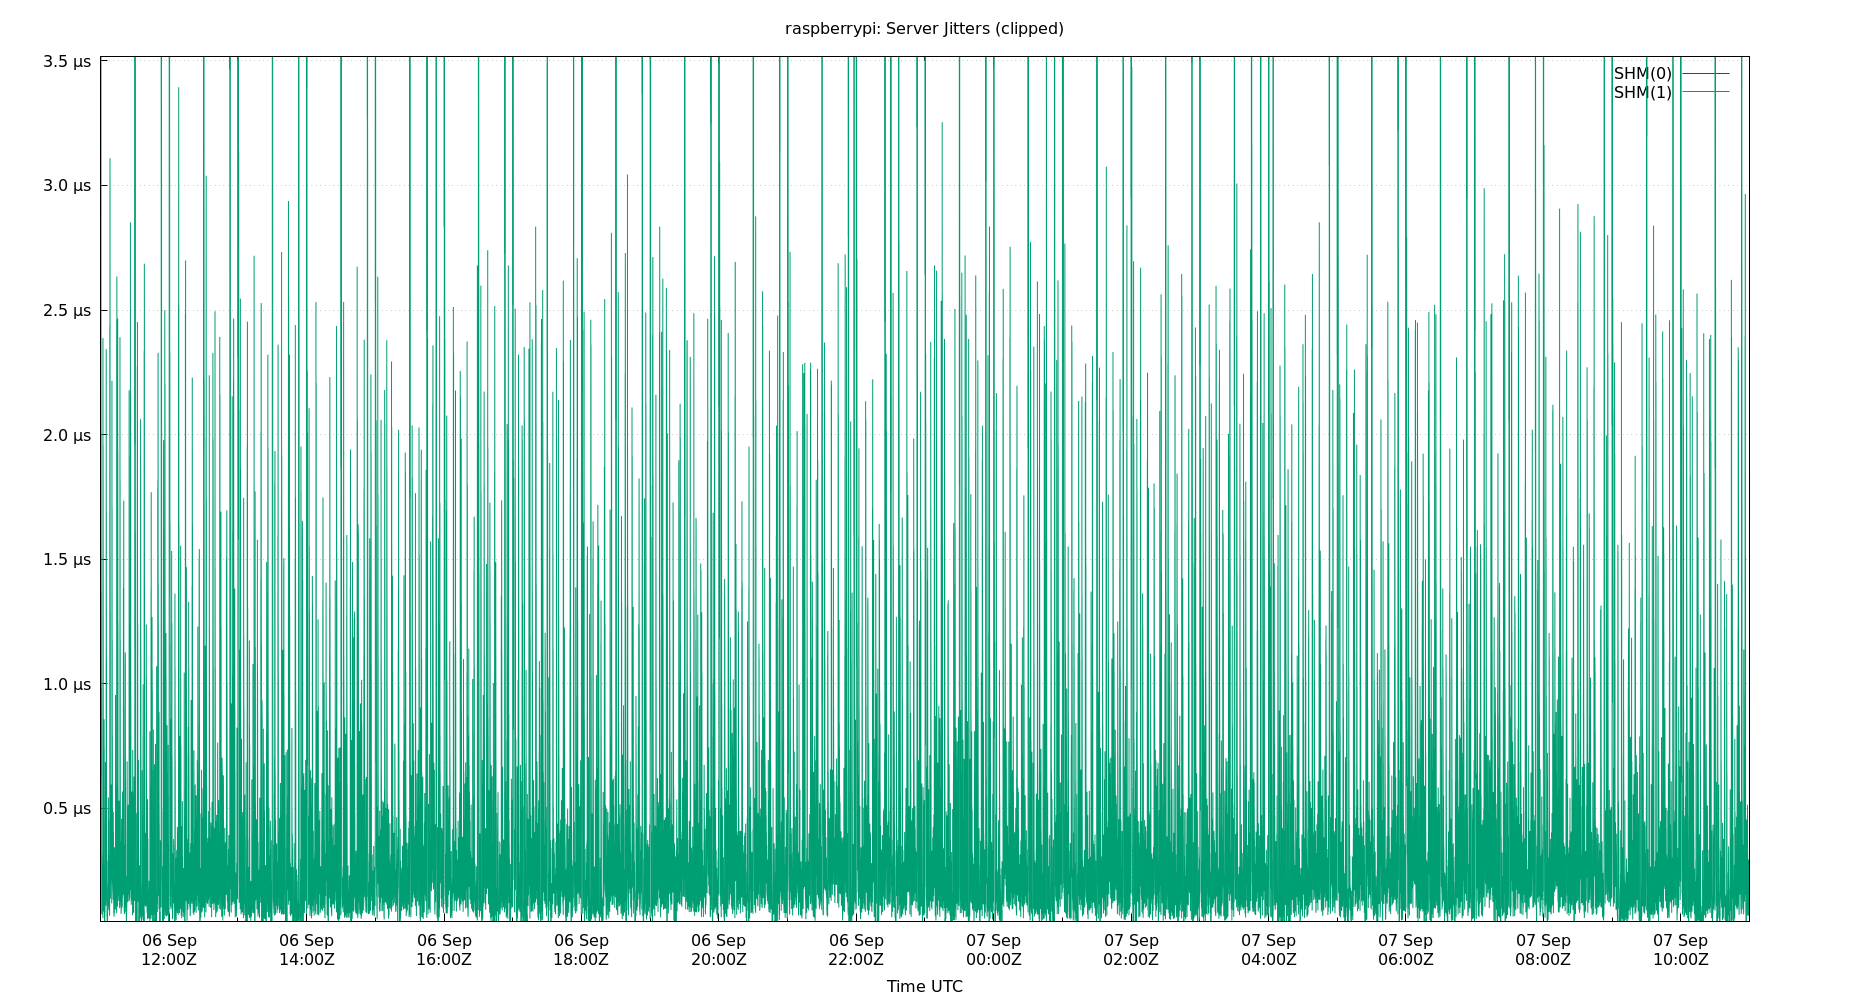 raspberrypi: Server Jitters (clipped)
3.5 µs
3.0 µs
2.5 µs
2.0 µs
1.5 µs
1.0 µs
0.5 µs
SHM(0)
SHM(1)
06 Sep 06 Sep 06 Sep 06 Sep 06 Sep 06 Sep 07 Sep 07 Sep 07 Sep 07 Sep 07 Sep 07 Sep
12:00Z 14:00Z 16:00Z 18:00Z 20:00Z 22:00Z 00:00Z 02:00Z 04:00Z 06:00Z 08:00Z 10:00Z
Time UTC